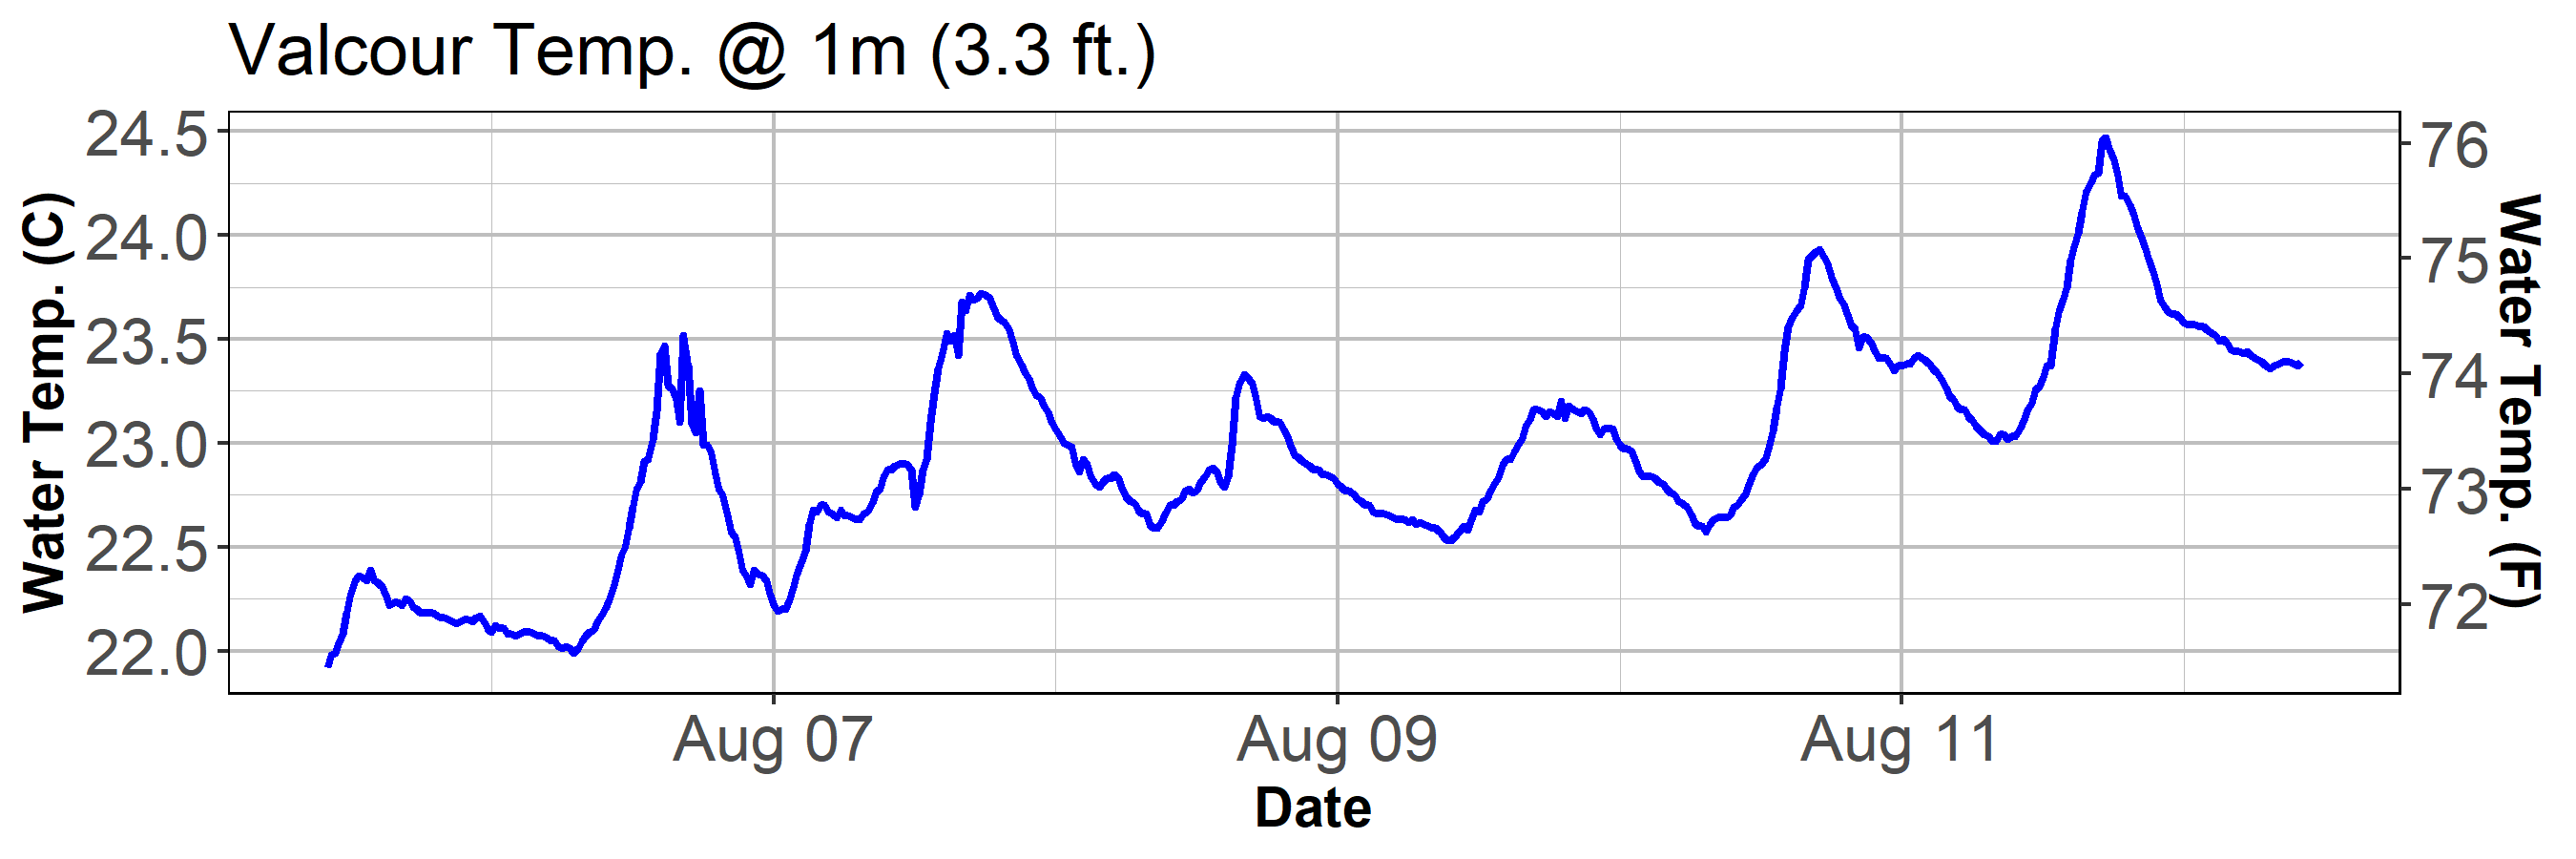 Valcour Temp. @ 1m (3.3 ft.)
Water Temp. (C)
24.5
24.0
23.5
23.0
22.5
22.0
76
75
74
73
72
Water Temp. (F)
Aug 07 Aug 09 Aug 11
Date